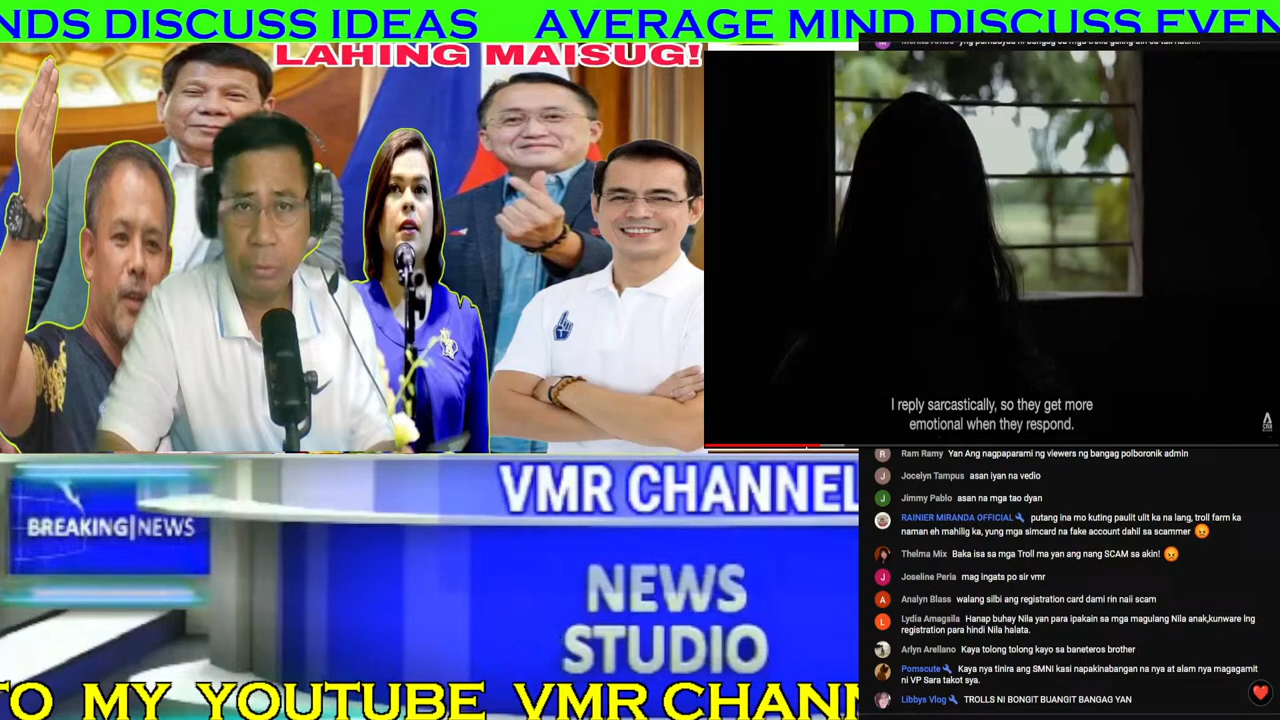 NDS DISCUSS IDEAS AVERAGE MIND DISCUSS EVEN
LAHING MAISUG!
I reply sarcastically, so they get more
emotional when they respond.
Ram Ramy Yan Ang nagpaparami ng viewers ng bangag polboronik admin
Jocelyn Tampus asan iyan na vedio
Jimmy Pablo asan na mga tao dyan
RAINIER MIRANDA OFFICIAL putang ina mo kuting paulit ulit ka na lang, troll farm ka
naman eh mahilig ka, yung mga simcard na fake account dahil sa scammer 😡
Thelma Mix Baka isa sa mga Troll ma yan ang nang SCAM sa akin! 😡
Joseline Peria mag ingats po sir vmr
Analyn Blass walang silbi ang registration card dami rin naii scam
Lydia Amagsila Hanap buhay Nila yan para ipakain sa mga magulang Nila anak,kunware lng
registration para hindi Nila halata.
Arlyn Arellano Kaya tolong tolong kayo sa baneteros brother
Pomscute Kaya nya tinira ang SMNI kasi napakinabangan na nya at alam nya magagamit
ni VP Sara takot sya.
Libbys Vlog TROLLS NI BONGIT BUANGIT BANGAG YAN
VMR CHANNEL
BREAKING|NEWS
NEWS
STUDIO
TO MY YOUTUBE VMR CHANN